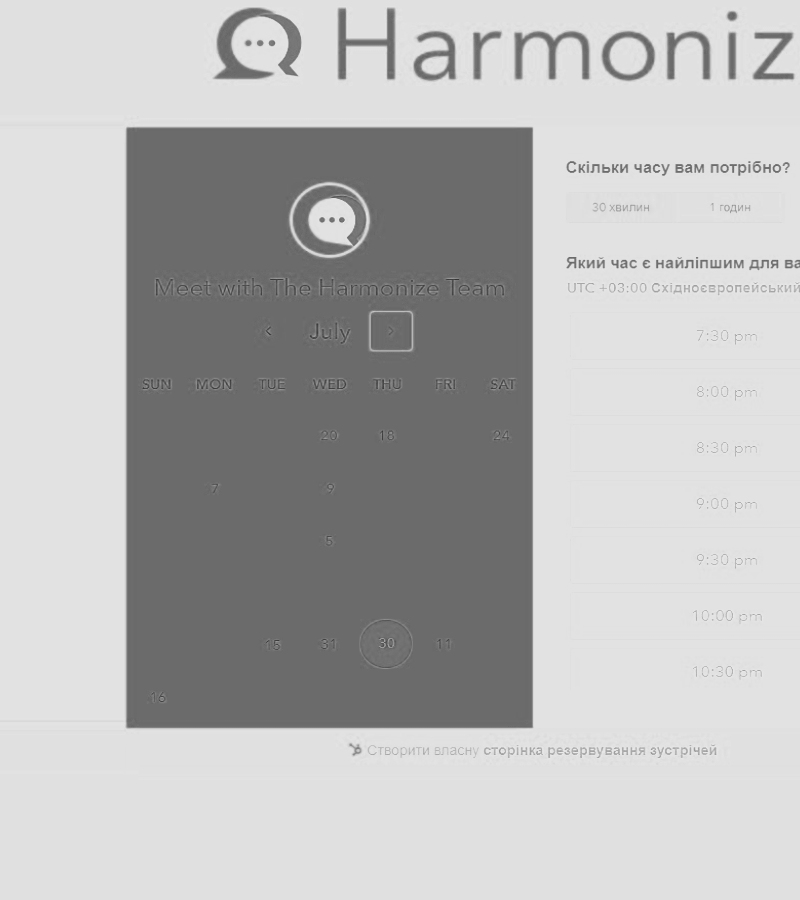 Harmoniz
Meet with The Harmonize Team
July
SUN MON TUE WED THU FRI SAT
20 18 24
7 9
5
15 31 30 11
16
Скільки часу вам потрібно?
30 хвилин 1 годин
Який час є найліпшим для ва
UTC +03:00 Східноєвропейський
7:30 pm
8:00 pm
8:30 pm
9:00 pm
9:30 pm
10:00 pm
10:30 pm
Створити власну сторінка резервування зустрічей